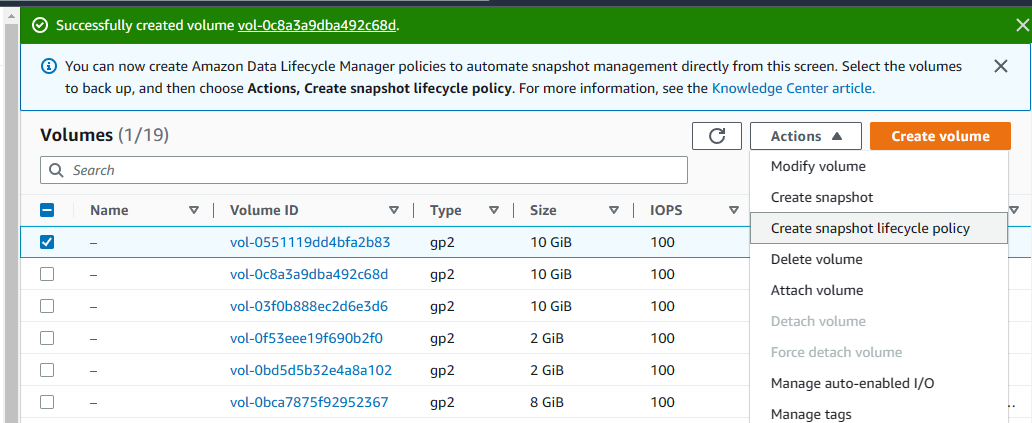 Successfully created volume vol-0c8a3a9dba492c68d.
You can now create Amazon Data Lifecycle Manager policies to automate snapshot management directly from this screen. Select the volumes
to back up, and then choose Actions, Create snapshot lifecycle policy. For more information, see the Knowledge Center article.
Volumes (1/19)
Actions
Create volume
Search
Name Volume ID Type Size IOPS
– vol-0551119dd4bfa2b83 gp2 10 GiB 100
– vol-0c8a3a9dba492c68d gp2 10 GiB 100
– vol-03f0b888ec2d6e3d6 gp2 10 GiB 100
– vol-0f53eee19f690b2f0 gp2 2 GiB 100
– vol-0bd5d5b32e4a8a102 gp2 2 GiB 100
– vol-0bca7875f92952367 gp2 8 GiB 100
Modify volume
Create snapshot
Create snapshot lifecycle policy
Delete volume
Attach volume
Detach volume
Force detach volume
Manage auto-enabled I/O
Manage tags
...